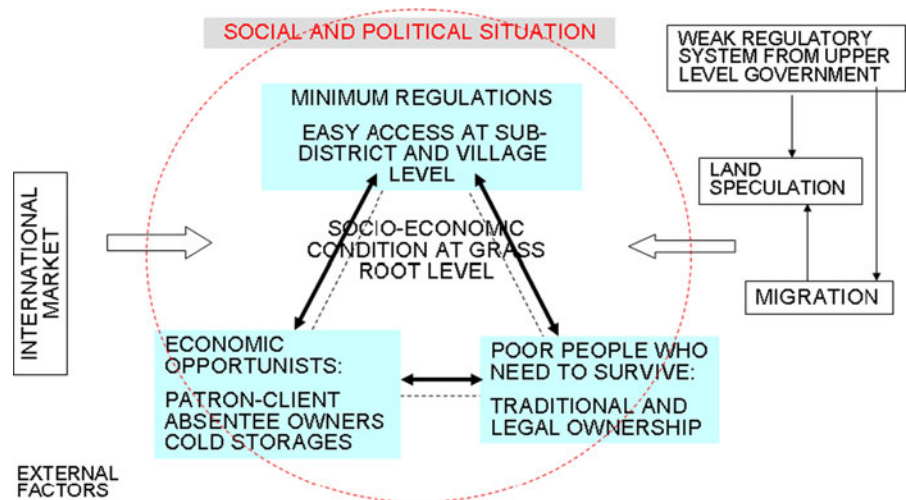 SOCIAL AND POLITICAL SITUATION
WEAK REGULATORY
SYSTEM FROM UPPER
LEVEL GOVERNMENT
MINIMUM REGULATIONS
EASY ACCESS AT SUB-
DISTRICT AND VILLAGE
LEVEL
LAND
SPECULATION
INTERNATIONAL
MARKET
SOCIO-ECONOMIC
CONDITION AT GRASS
ROOT LEVEL
MIGRATION
ECONOMIC
OPPORTUNISTS:
PATRON-CLIENT
ABSENTEE OWNERS
COLD STORAGES
POOR PEOPLE WHO
NEED TO SURVIVE:
TRADITIONAL AND
LEGAL OWNERSHIP
EXTERNAL
FACTORS